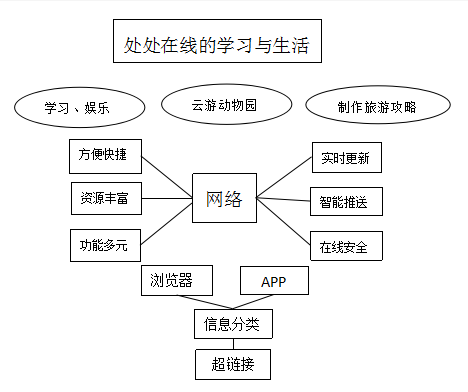 处处在线的学习与生活
学习、娱乐
云游动物园
制作旅游攻略
方便快捷
实时更新
资源丰富
网络
智能推送
功能多元
在线安全
浏览器
APP
信息分类
超链接